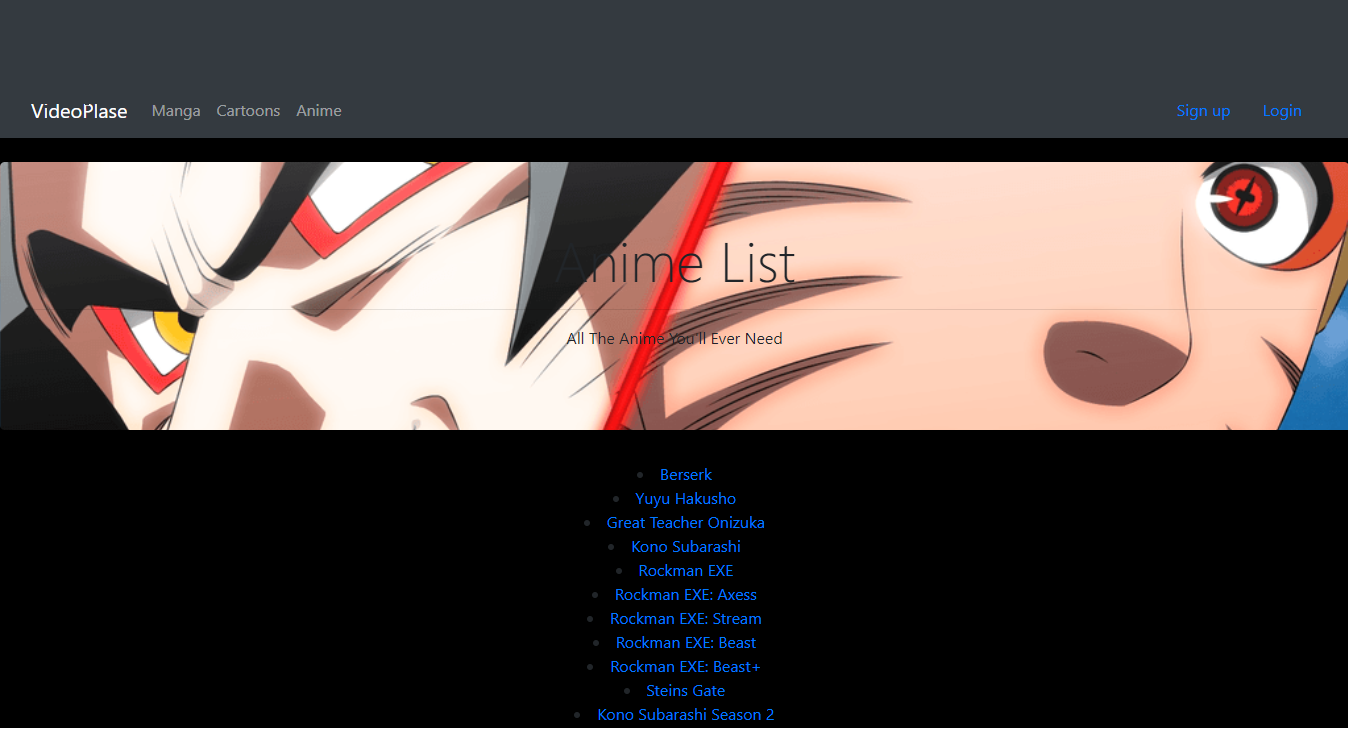 VideoPlase Manga Cartoons Anime Sign up Login
Anime List
All The Anime You'll Ever Need
Berserk
Yuyu Hakusho
Great Teacher Onizuka
Kono Subarashi
Rockman EXE
Rockman EXE: Axess
Rockman EXE: Stream
Rockman EXE: Beast
Rockman EXE: Beast+
Steins Gate
Kono Subarashi Season 2